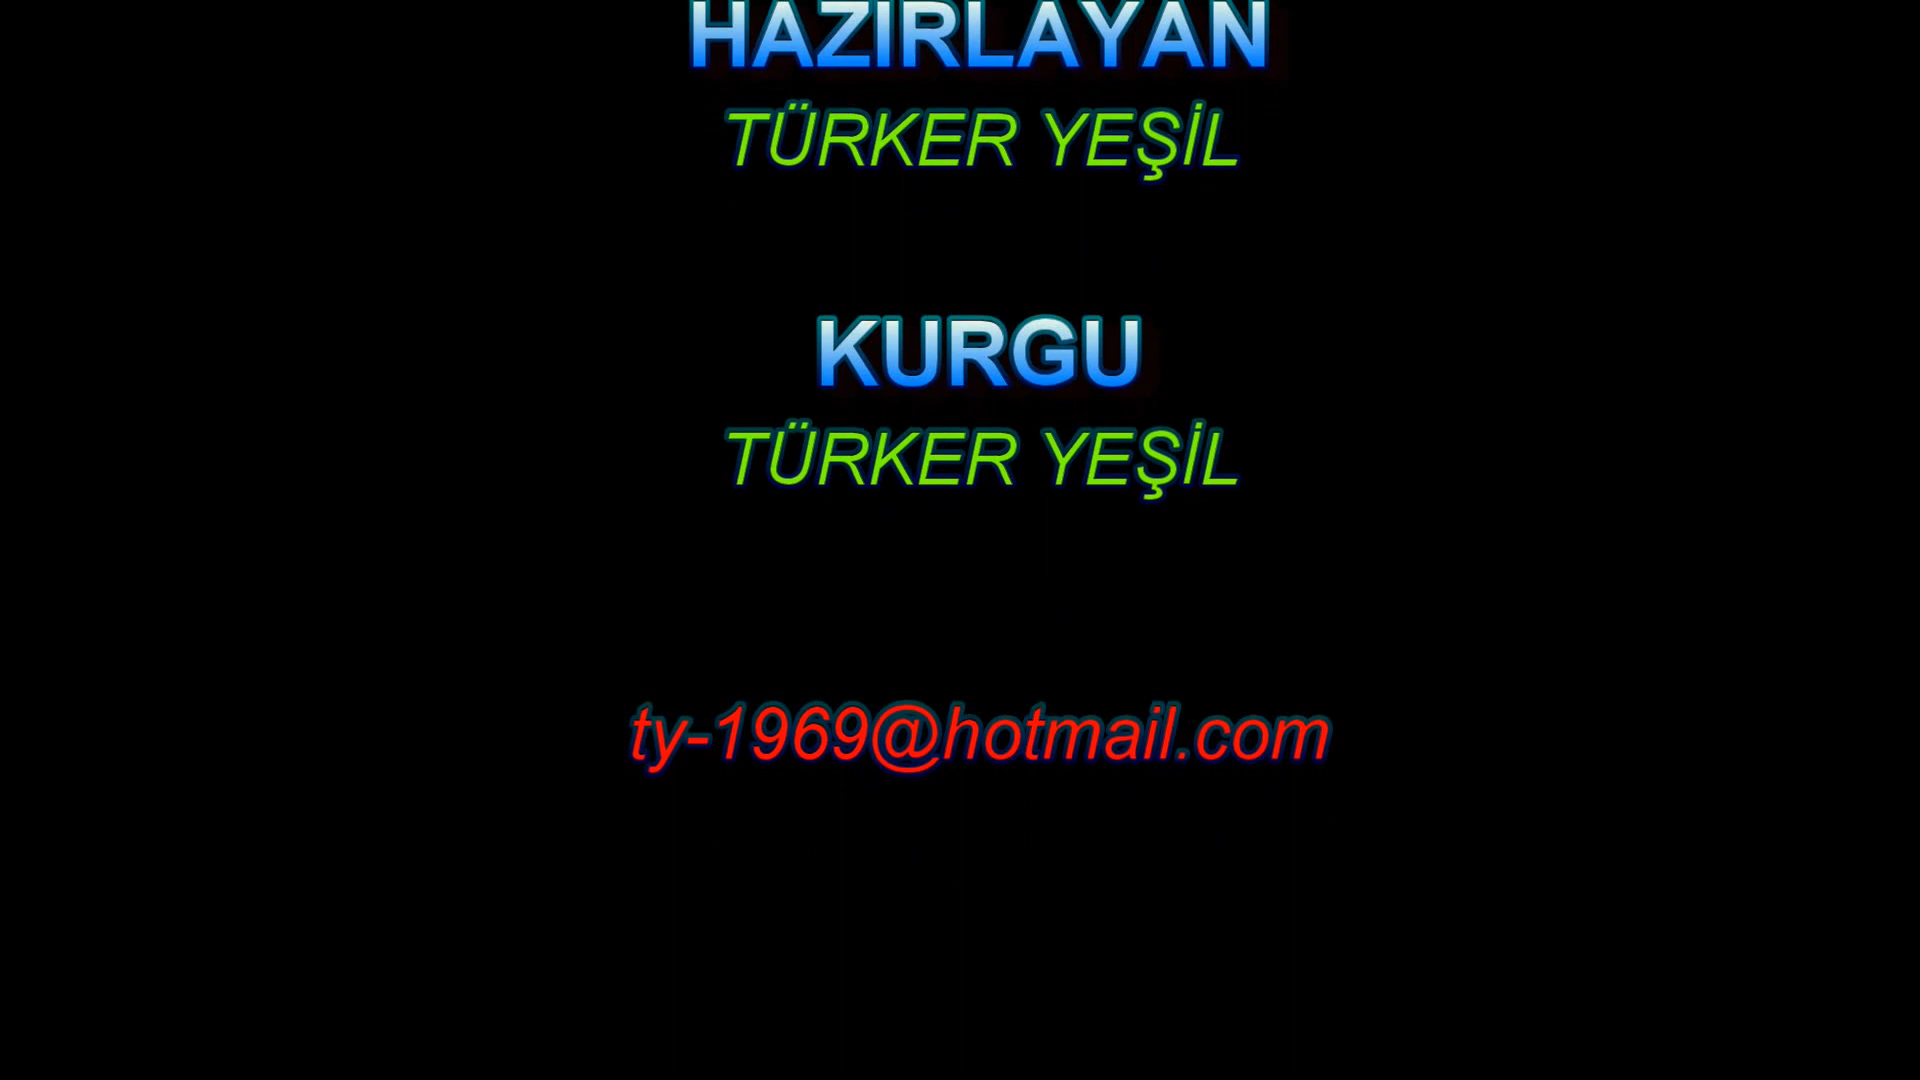 HAZIRLAYAN
TÜRKER YEŞİL
KURGU
TÜRKER YEŞİL
ty-1969@hotmail.com